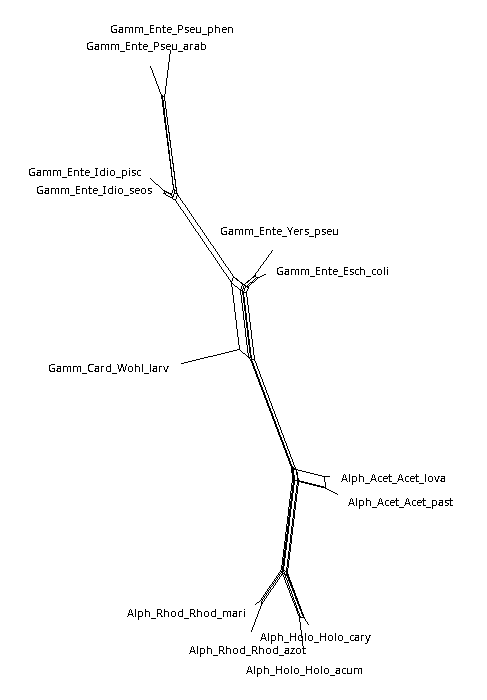 Gamm_Ente_Pseu_phen
Gamm_Ente_Pseu_arab
Gamm_Ente_Idio_pisc
Gamm_Ente_Idio_seos
Gamm_Ente_Yers_pseu
Gamm_Ente_Esch_coli
Gamm_Card_Wohl_larv
Alph_Acet_Acet_lova
Alph_Acet_Acet_past
Alph_Rhod_Rhod_mari
Alph_Holo_Holo_cary
Alph_Rhod_Rhod_azot
Alph_Holo_Holo_acum